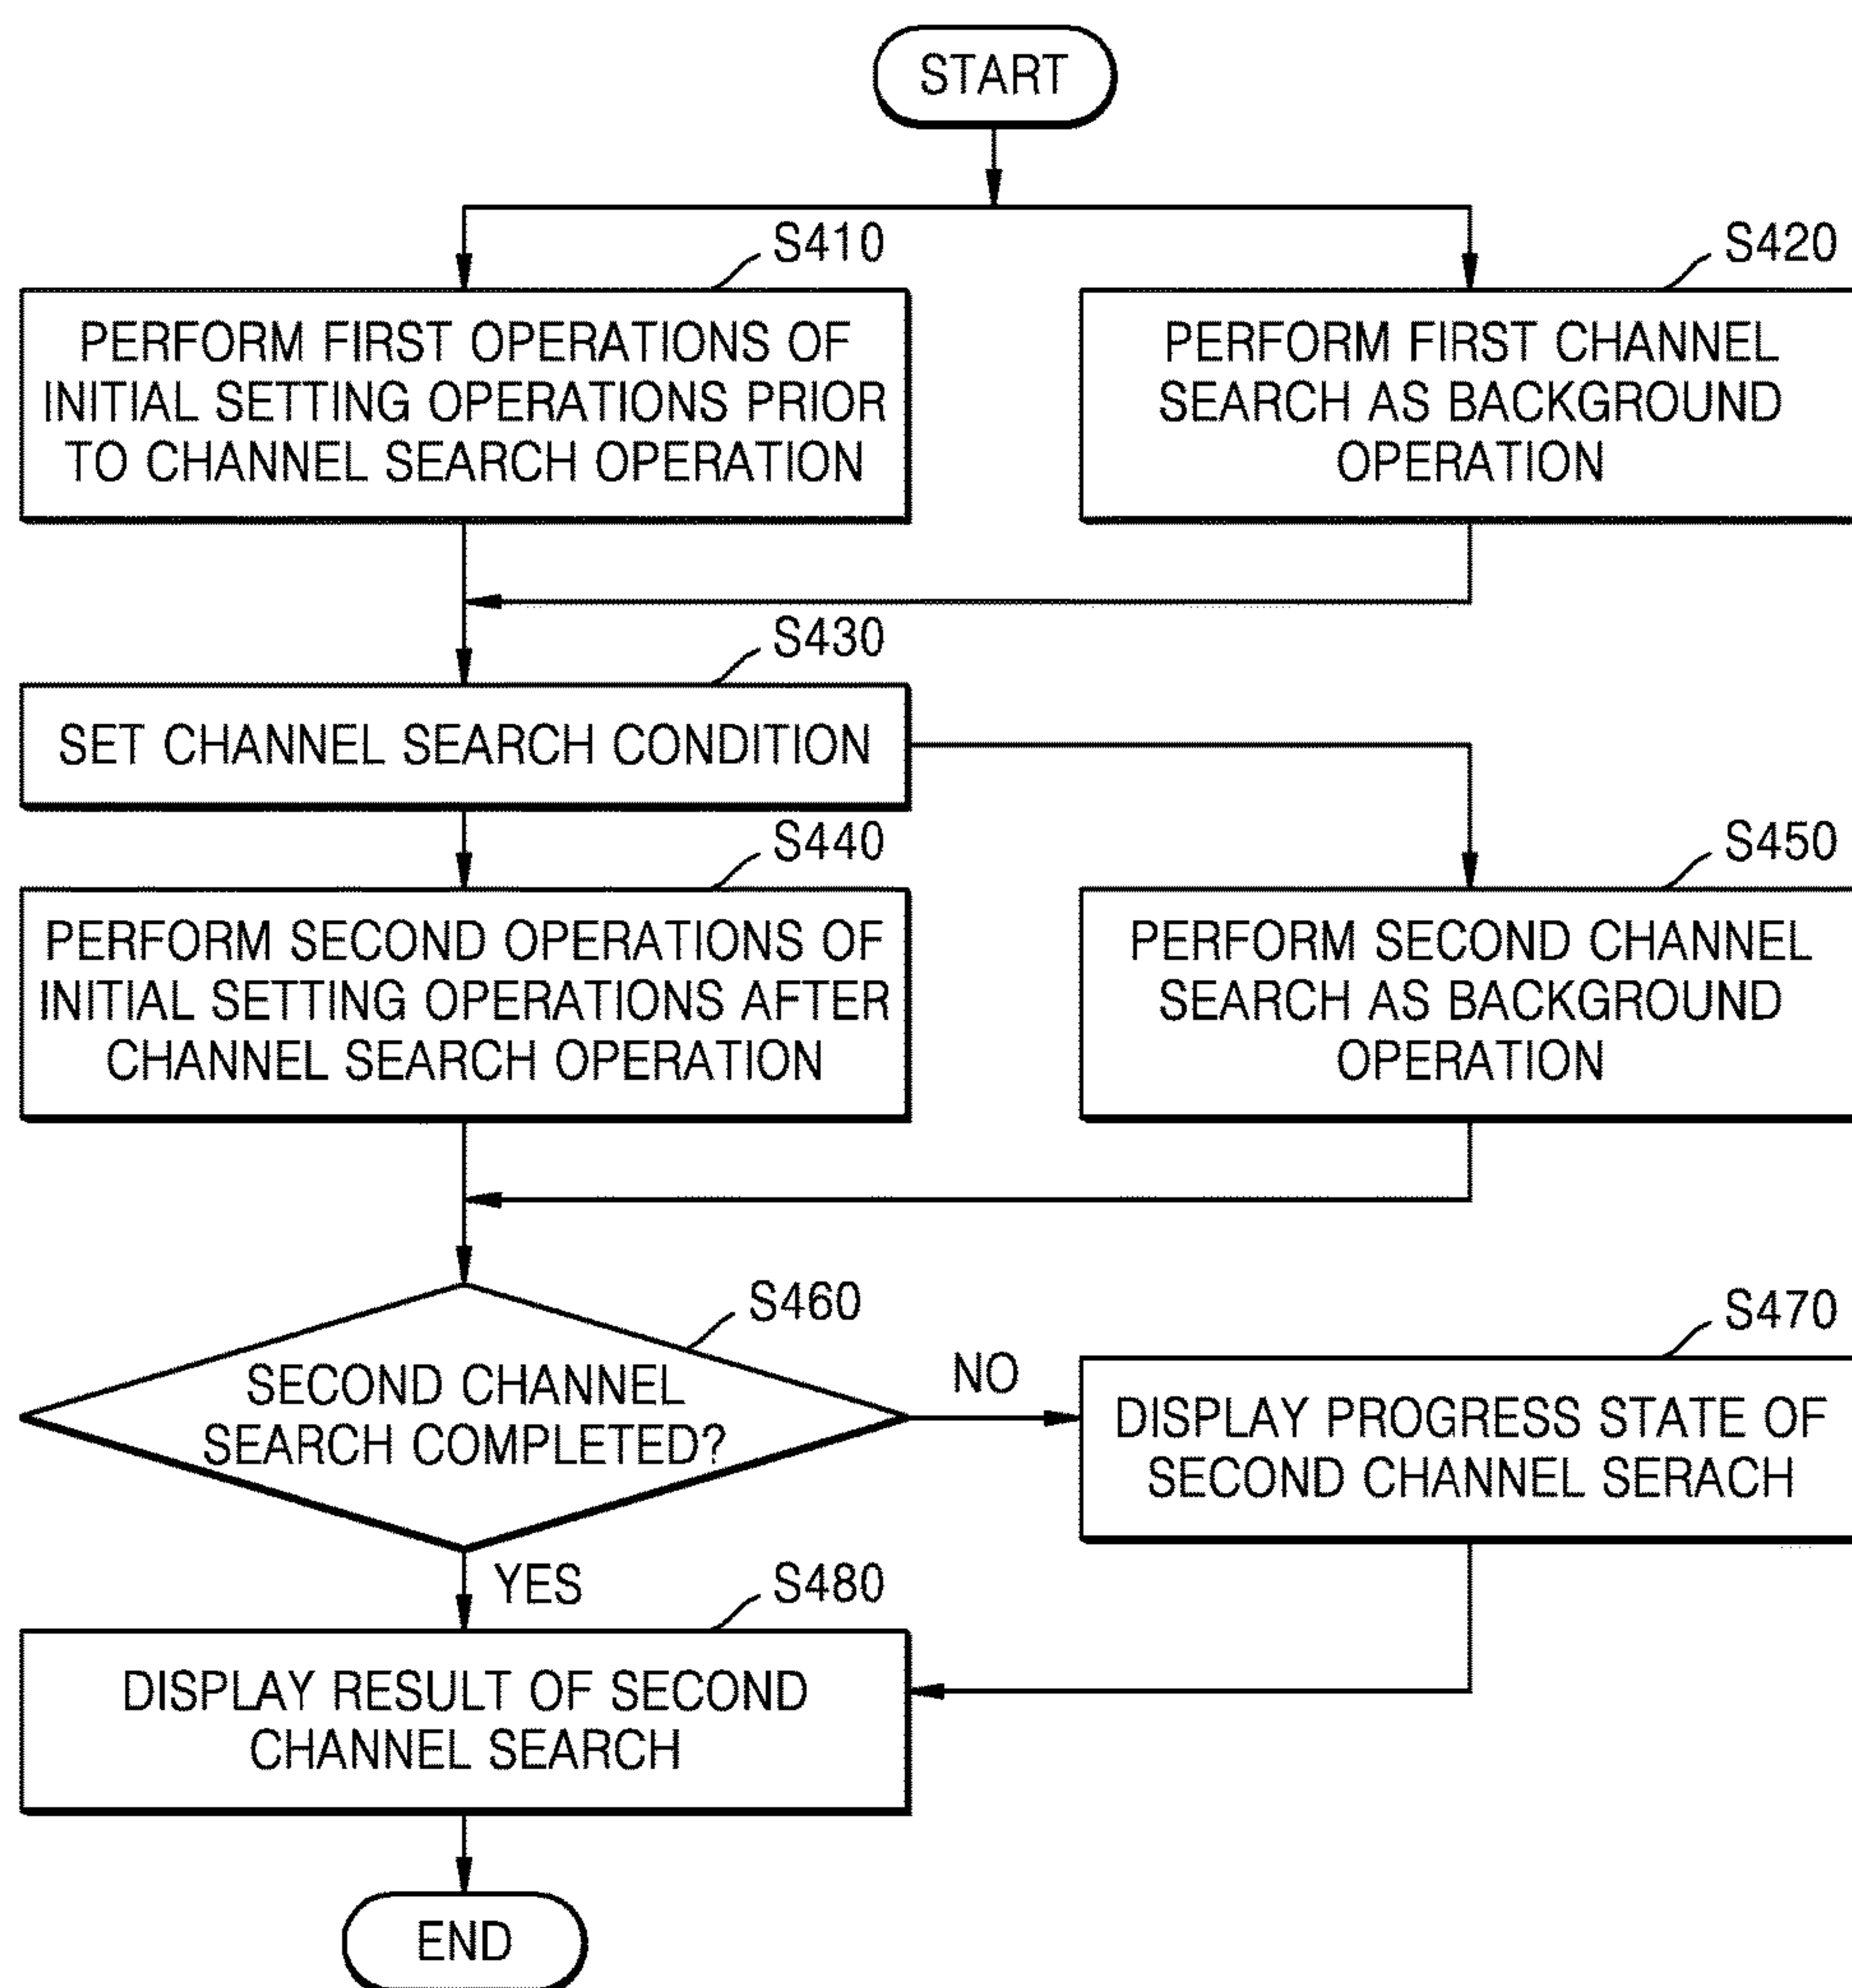 START
S410
PERFORM FIRST OPERATIONS OF
INITIAL SETTING OPERATIONS PRIOR
TO CHANNEL SEARCH OPERATION
S420
PERFORM FIRST CHANNEL
SEARCH AS BACKGROUND
OPERATION
S430
SET CHANNEL SEARCH CONDITION
S440
PERFORM SECOND OPERATIONS OF
INITIAL SETTING OPERATIONS AFTER
CHANNEL SEARCH OPERATION
S450
PERFORM SECOND CHANNEL
SEARCH AS BACKGROUND
OPERATION
S460
SECOND CHANNEL
SEARCH COMPLETED?
NO
S470
DISPLAY PROGRESS STATE OF
SECOND CHANNEL SERACH
YES
S480
DISPLAY RESULT OF SECOND
CHANNEL SEARCH
END